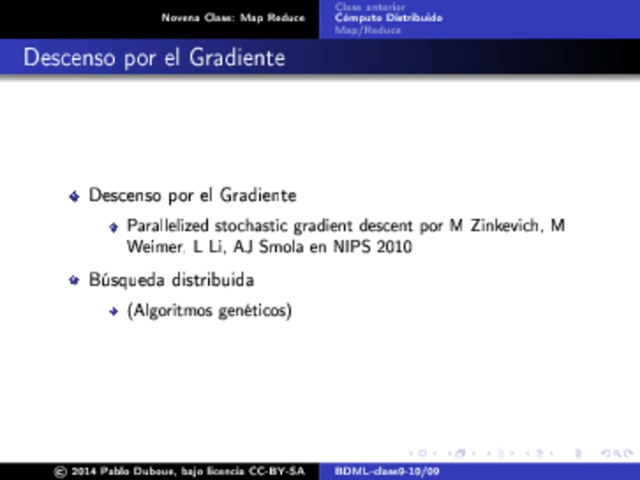 Novena Clase: Map Reduce
Clase anterior
Cómputo Distribuido
Map/Reduce
Descenso por el Gradiente
Descenso por el Gradiente
Parallelized stochastic gradient descent por M Zinkevich, M
Weimer, L Li, AJ Smola en NIPS 2010
Búsqueda distribuida
(Algoritmos genéticos)
© 2014 Pablo Duboue, bajo licencia CC-BY-SA
BDML-clase9-10/09